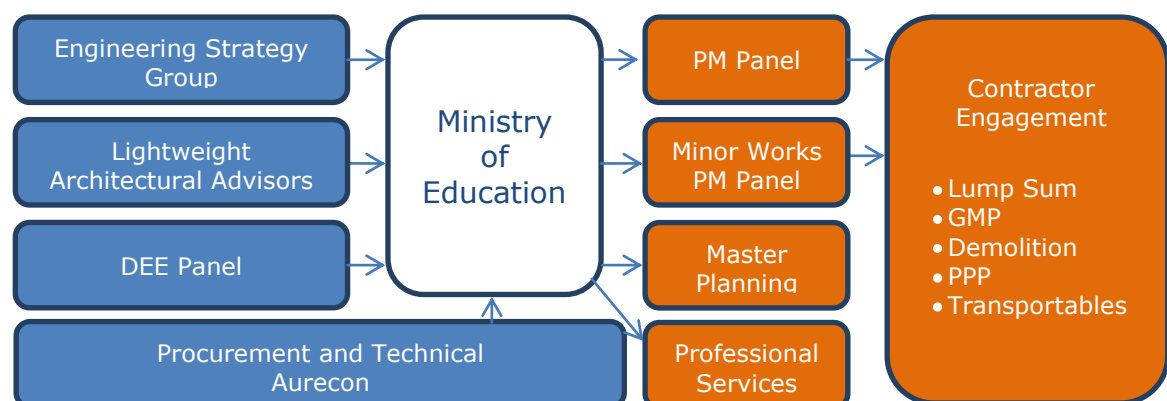 Engineering Strategy
Group
Lightweight
Architectural Advisors
DEE Panel
Procurement and Technical
Aurecon
Ministry
of
Education
PM Panel
Minor Works
PM Panel
Master
Planning
Professional
Services
Contractor
Engagement
• Lump Sum
• GMP
• Demolition
• PPP
• Transportables